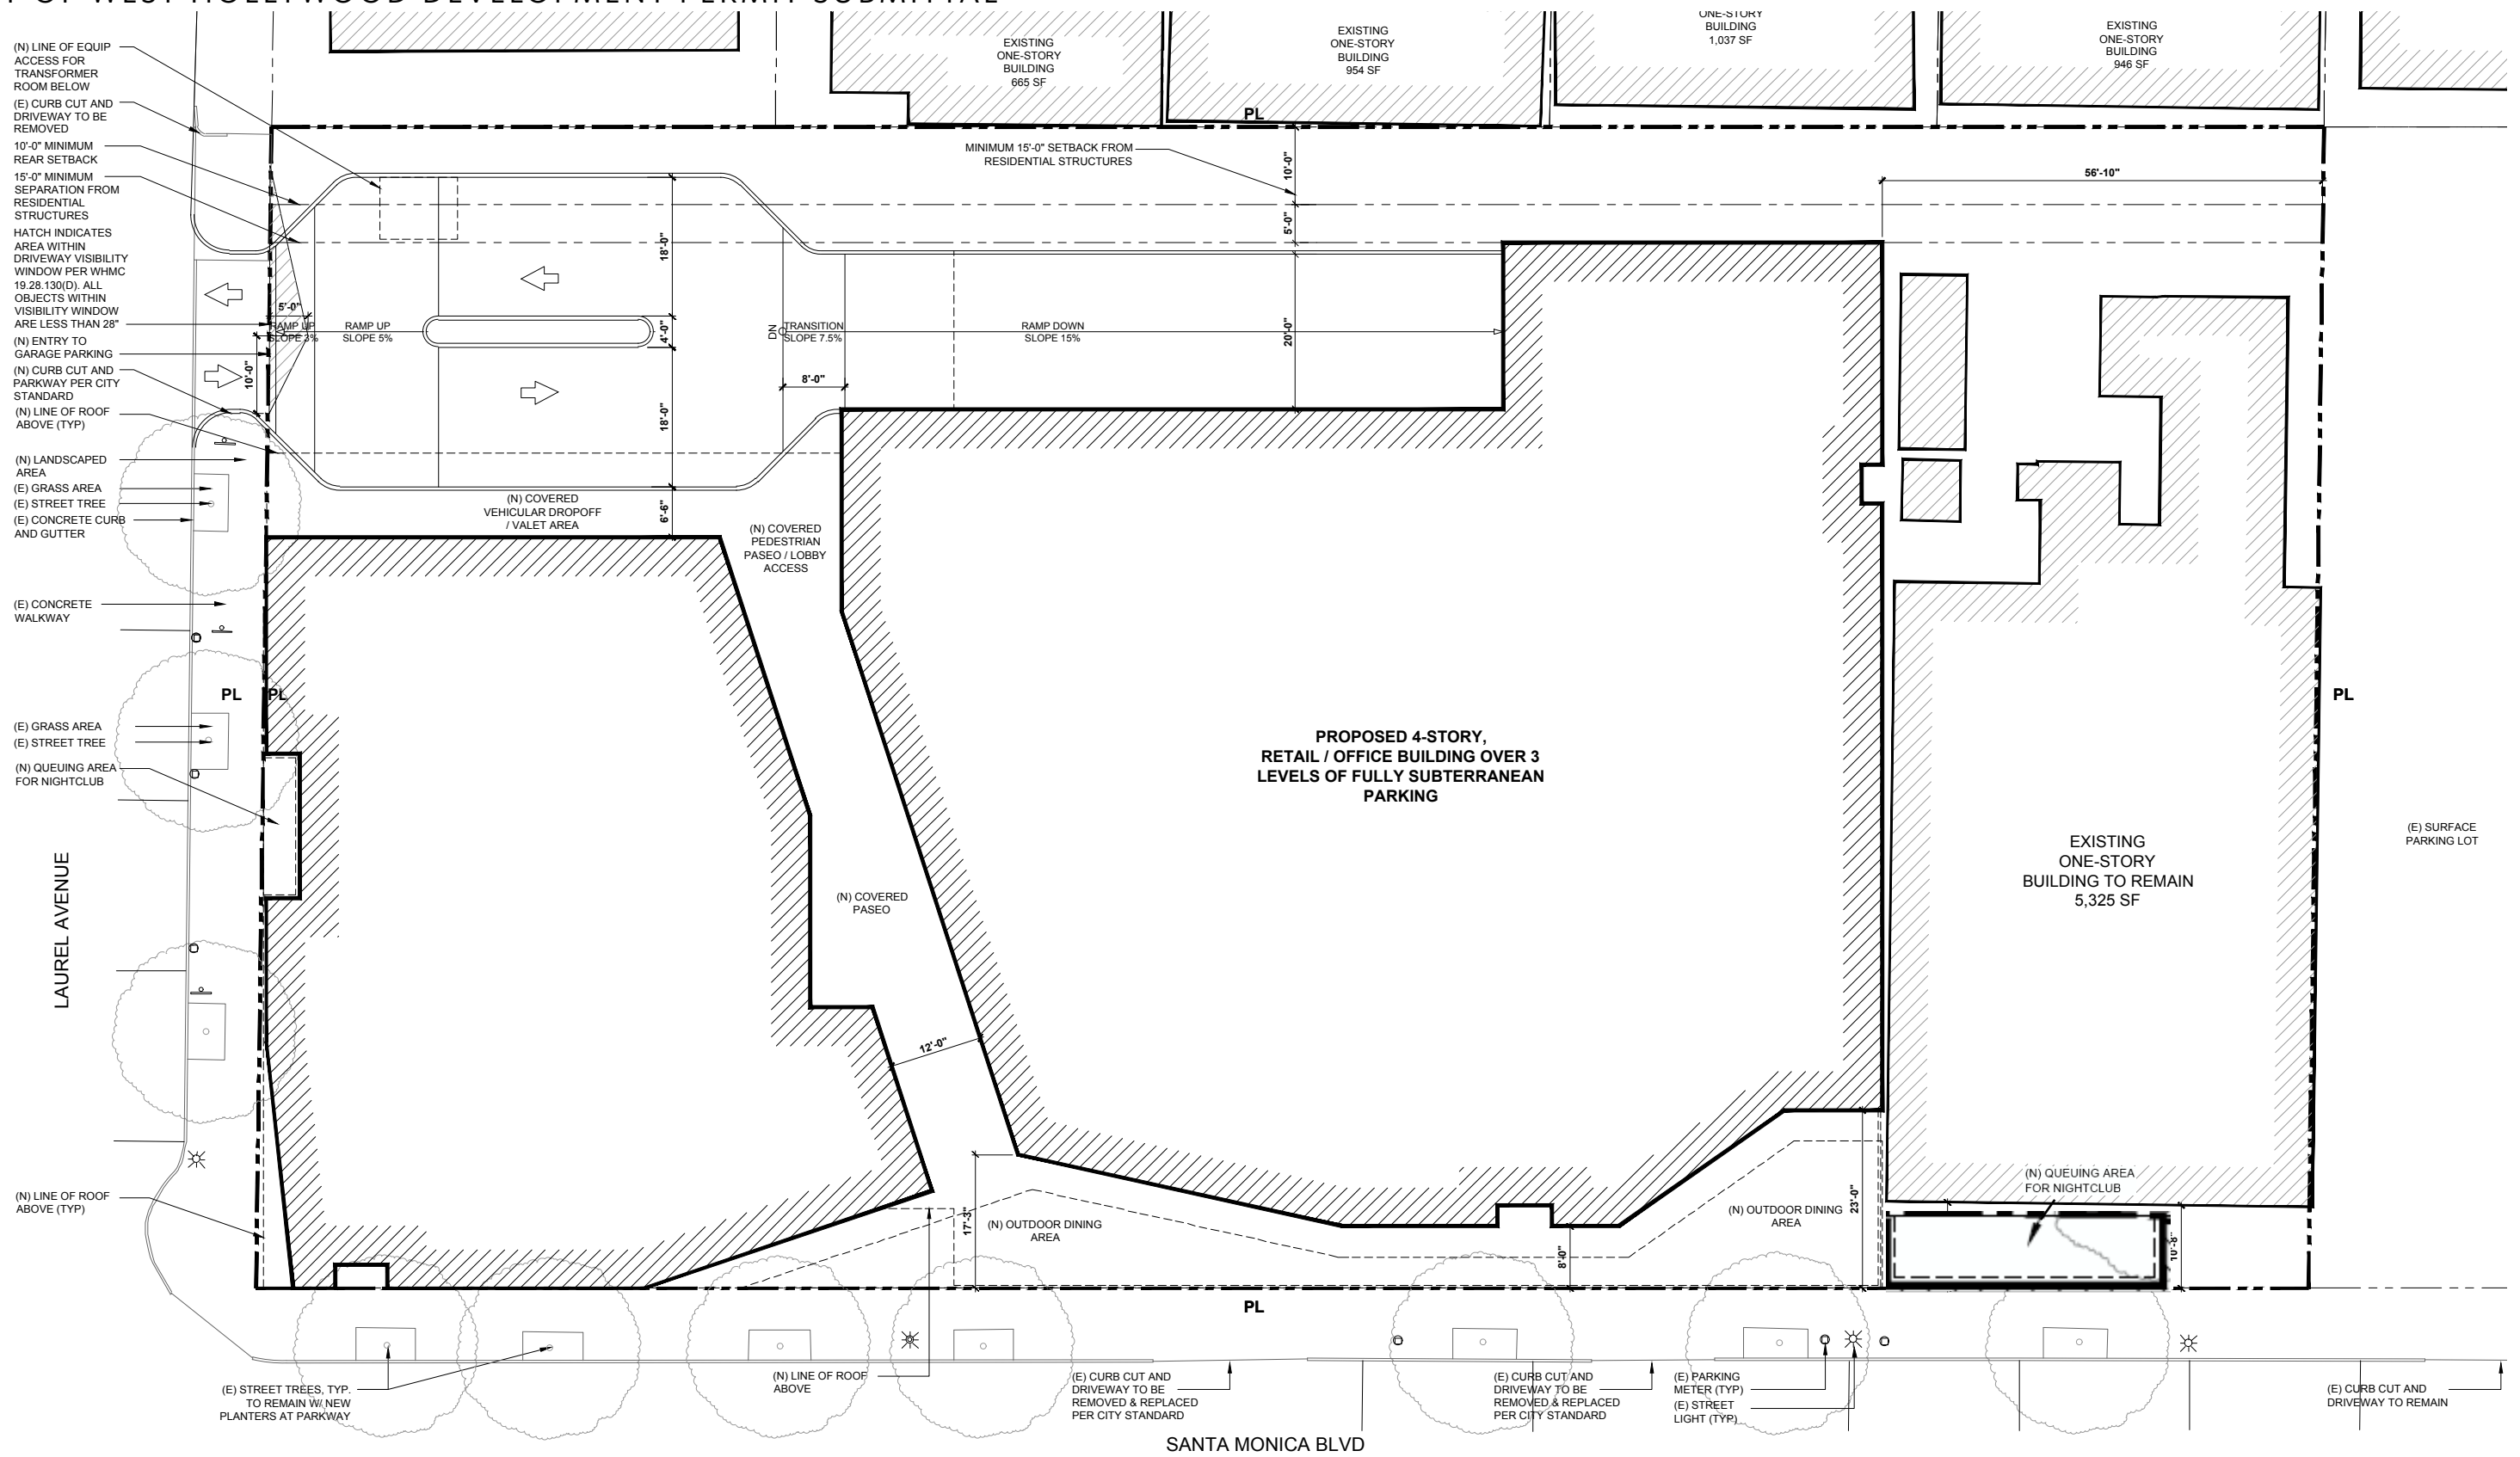 Y OF WEST HOLLYWOOD DEVELOPMENT PERMIT SUBMITTAL
(N) LINE OF EQUIP
ACCESS FOR
TRANSFORMER
ROOM BELOW
(E) CURB CUT AND
DRIVEWAY TO BE
REMOVED
10'-0" MINIMUM
REAR SETBACK
15'-0" MINIMUM
SEPARATION FROM
RESIDENTIAL
STRUCTURES
HATCH INDICATES
AREA WITHIN
DRIVEWAY VISIBILITY
WINDOW PER WHMC
19.28.130(D). ALL
OBJECTS WITHIN
VISIBILITY WINDOW
ARE LESS THAN 28"
(N) ENTRY TO
GARAGE PARKING
(N) CURB CUT AND
PARKWAY PER CITY
STANDARD
(N) LINE OF ROOF
ABOVE (TYP)
(N) LANDSCAPED
AREA
(E) GRASS AREA
(E) STREET TREE
(E) CONCRETE CURB
AND GUTTER
(E) CONCRETE
WALKWAY
PL
PL
(E) GRASS AREA
(E) STREET TREE
(N) QUEUING AREA
FOR NIGHTCLUB
LAUREL AVENUE
(N) LINE OF ROOF
ABOVE (TYP)
EXISTING
ONE-STORY
BUILDING
665 SF
EXISTING
ONE-STORY
BUILDING
954 SF
ONE-STORY
BUILDING
1,037 SF
EXISTING
ONE-STORY
BUILDING
946 SF
PL
MINIMUM 15'-0" SETBACK FROM
RESIDENTIAL STRUCTURES
10'-0"
5'-0"
20'-0"
56'-10"
18'-0"
4'-0"
18'-0"
6'-6"
5'-0"
10'-0"
RAMP UP
SLOPE 3%
RAMP UP
SLOPE 5%
DN
TRANSITION
SLOPE 7.5%
RAMP DOWN
SLOPE 15%
8'-0"
(N) COVERED
VEHICULAR DROPOFF
/ VALET AREA
(N) COVERED
PEDESTRIAN
PASEO / LOBBY
ACCESS
PROPOSED 4-STORY,
RETAIL / OFFICE BUILDING OVER 3
LEVELS OF FULLY SUBTERRANEAN
PARKING
PL
(E) SURFACE
PARKING LOT
EXISTING
ONE-STORY
BUILDING TO REMAIN
5,325 SF
(N) COVERED
PASEO
12'-0"
17'-3"
(N) OUTDOOR DINING
AREA
8'-0"
(N) OUTDOOR DINING
AREA
23'-0"
(N) QUEUING AREA
FOR NIGHTCLUB
10'-8"
PL
(E) STREET TREES, TYP.
TO REMAIN W/ NEW
PLANTERS AT PARKWAY
(N) LINE OF ROOF
ABOVE
(E) CURB CUT AND
DRIVEWAY TO BE
REMOVED & REPLACED
PER CITY STANDARD
(E) CURB CUT AND
DRIVEWAY TO BE
REMOVED & REPLACED
PER CITY STANDARD
(E) PARKING
METER (TYP)
(E) STREET
LIGHT (TYP)
(E) CURB CUT AND
DRIVEWAY TO REMAIN
SANTA MONICA BLVD